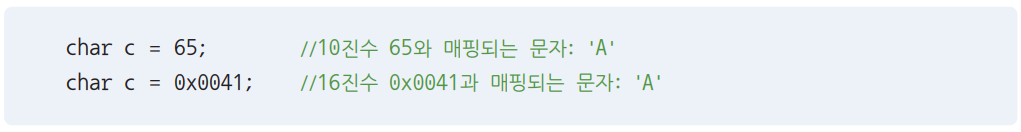 char c = 65; //10진수 65와 매핑되는 문자: 'A'
char c = 0x0041; //16진수 0x0041과 매핑되는 문자: 'A'